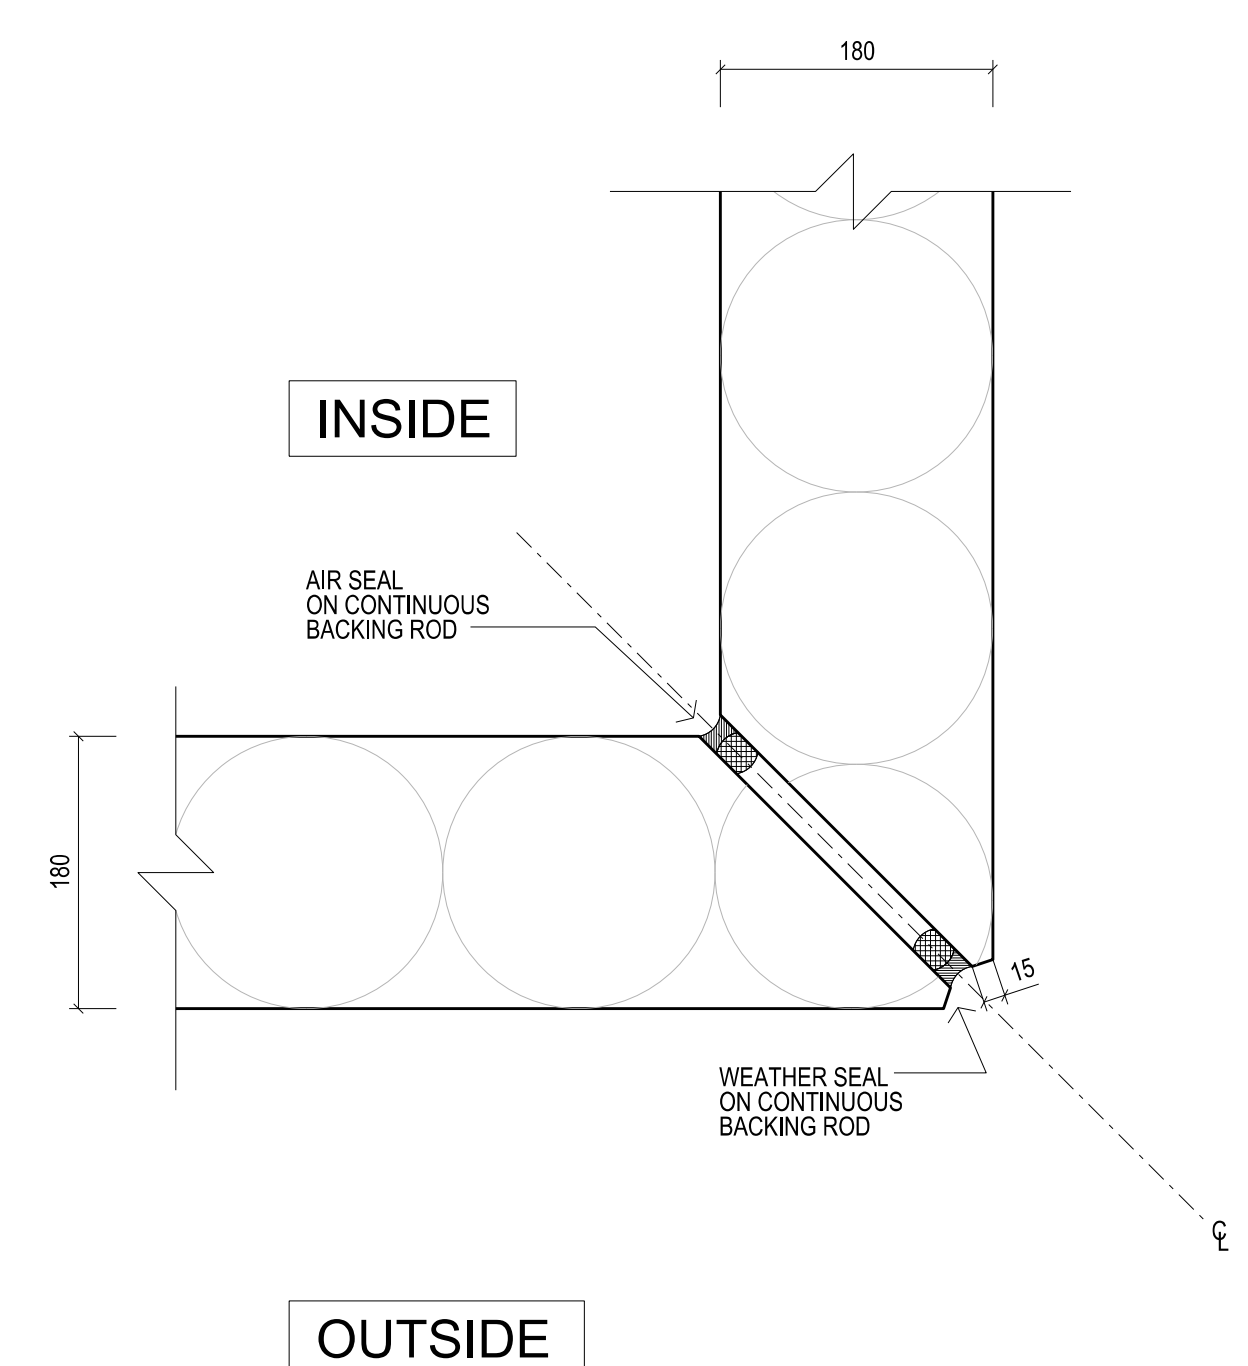 180
INSIDE
AIR SEAL
ON CONTINUOUS
BACKING ROD
180
15
WEATHER SEAL
ON CONTINUOUS
BACKING ROD
℄
OUTSIDE